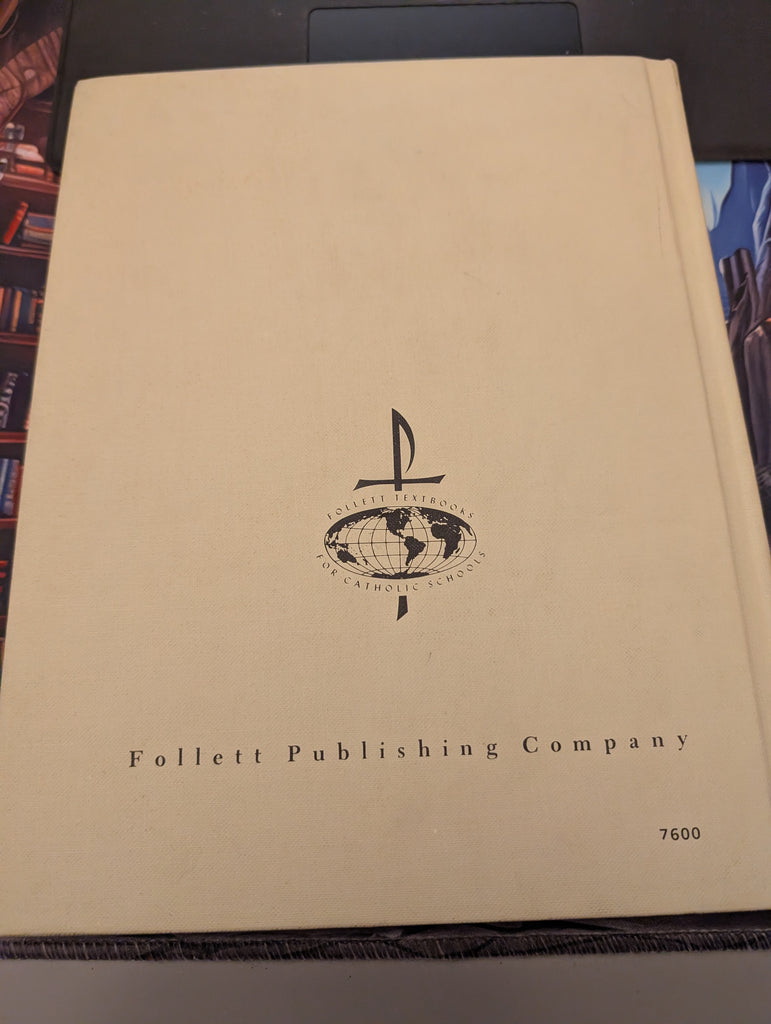 FOLLETT TEXTBOOKS
FOR CATHOLIC SCHOOLS
Follett Publishing Company
7600